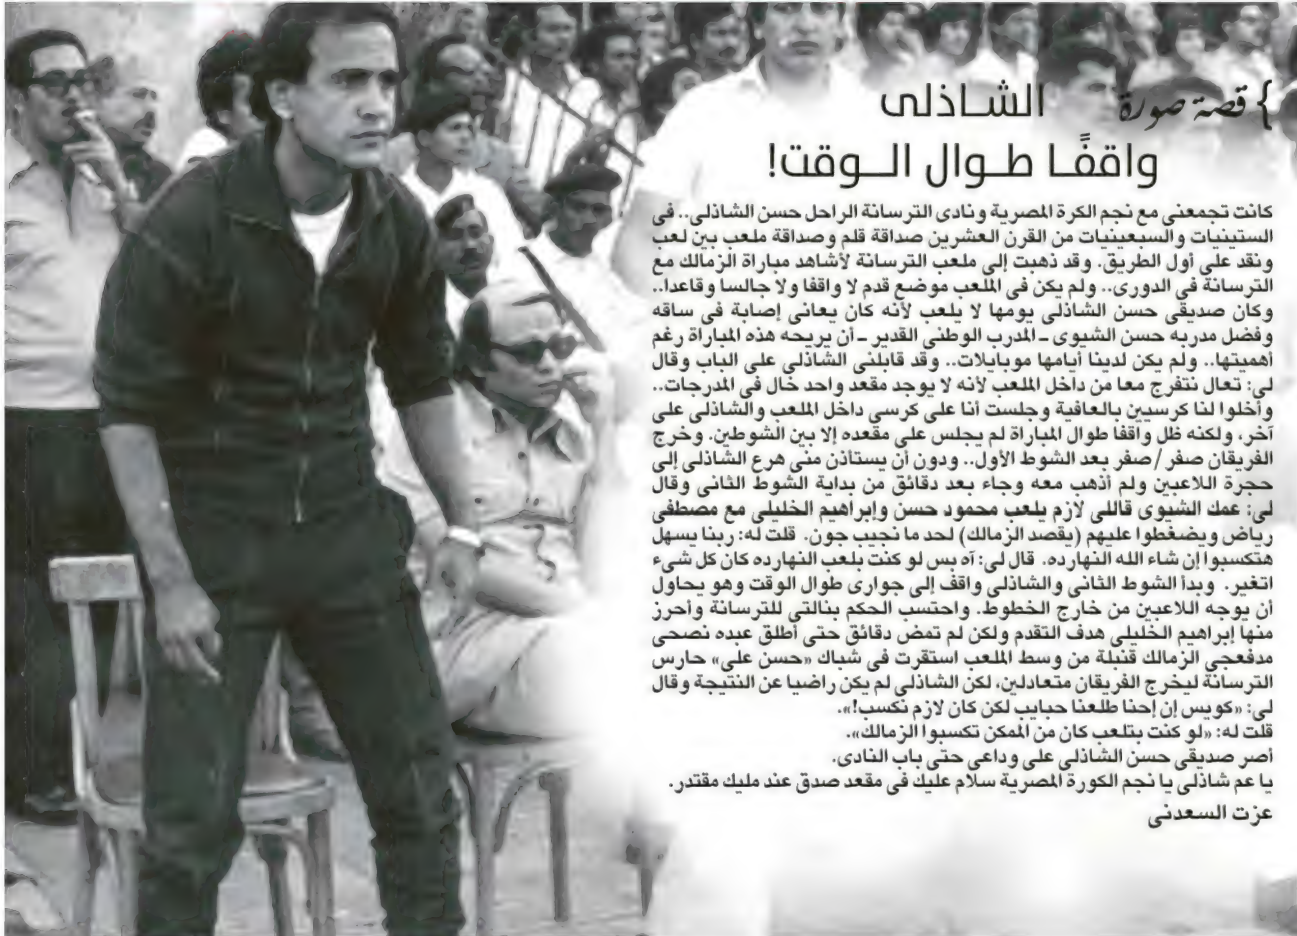 } قصة صورة الشاذلى
واقفًا طوال الوقت!
كانت تجمعنى مع نجم الكرة المصرية ونادى الترسانة الراحل حسن الشاذلى.. فى
الستينيات والسبعينيات من القرن العشرين صداقة قلم وصداقة ملعب بين لعب
ونقد على أول الطريق. وقد ذهبت إلى ملعب الترسانة لأشاهد مباراة الزمالك مع
الترسانة فى الدورى.. ولم يكن فى الملعب موضع قدم لا واقفا ولا جالسا وقاعدا..
وكان صديقى حسن الشاذلى يومها لا يلعب لأنه كان يعانى إصابة فى ساقه
وفضل مدربه حسن الشيوى ـ المدرب الوطنى القدير ـ أن يريحه هذه المباراة رغم
أهميتها.. ولم يكن لدينا أيامها موبايلات.. وقد قابلنى الشاذلى على الباب وقال
لى: تعال نتفرج معا من داخل الملعب لأنه لا يوجد مقعد واحد خال فى المدرجات..
وأخلوا لنا كرسيين بالعافية وجلست أنا على كرسى داخل الملعب والشاذلى على
آخر، ولكنه ظل واقفا طوال المباراة لم يجلس على مقعده إلا بين الشوطين. وخرج
الفريقان صفر/صفر بعد الشوط الأول.. ودون أن يستأذن منى هرع الشاذلى إلى
حجرة اللاعبين ولم أذهب معه وجاء بعد دقائق من بداية الشوط الثانى وقال
لى: عمك الشيوى قاللى لازم يلعب محمود حسن وإبراهيم الخليلى مع مصطفى
رياض ويضغطوا عليهم (يقصد الزمالك) لحد ما نجيب جون. قلت له: ربنا يسهل
هتكسبوا إن شاء الله النهارده. قال لى: آه بس لو كنت بلعب النهارده كان كل شىء
اتغير. وبدأ الشوط الثانى والشاذلى واقف إلى جوارى طوال الوقت وهو يحاول
أن يوجه اللاعبين من خارج الخطوط. واحتسب الحكم بنالتى للترسانة وأحرز
منها إبراهيم الخليلى هدف التقدم ولكن لم تمض دقائق حتى أطلق عبده نصحى
مدفعجى الزمالك قنبلة من وسط الملعب استقرت فى شباك «حسن على» حارس
الترسانة ليخرج الفريقان متعادلين، لكن الشاذلى لم يكن راضيا عن النتيجة وقال
لى: «كويس إن إحنا طلعنا حبايب لكن كان لازم نكسب!».
قلت له: «لو كنت بتلعب كان من الممكن تكسبوا الزمالك».
أصر صديقى حسن الشاذلى على وداعى حتى باب النادى.
يا عم شاذلى يا نجم الكورة المصرية سلام عليك فى مقعد صدق عند مليك مقتدر.
عزت السعدنى